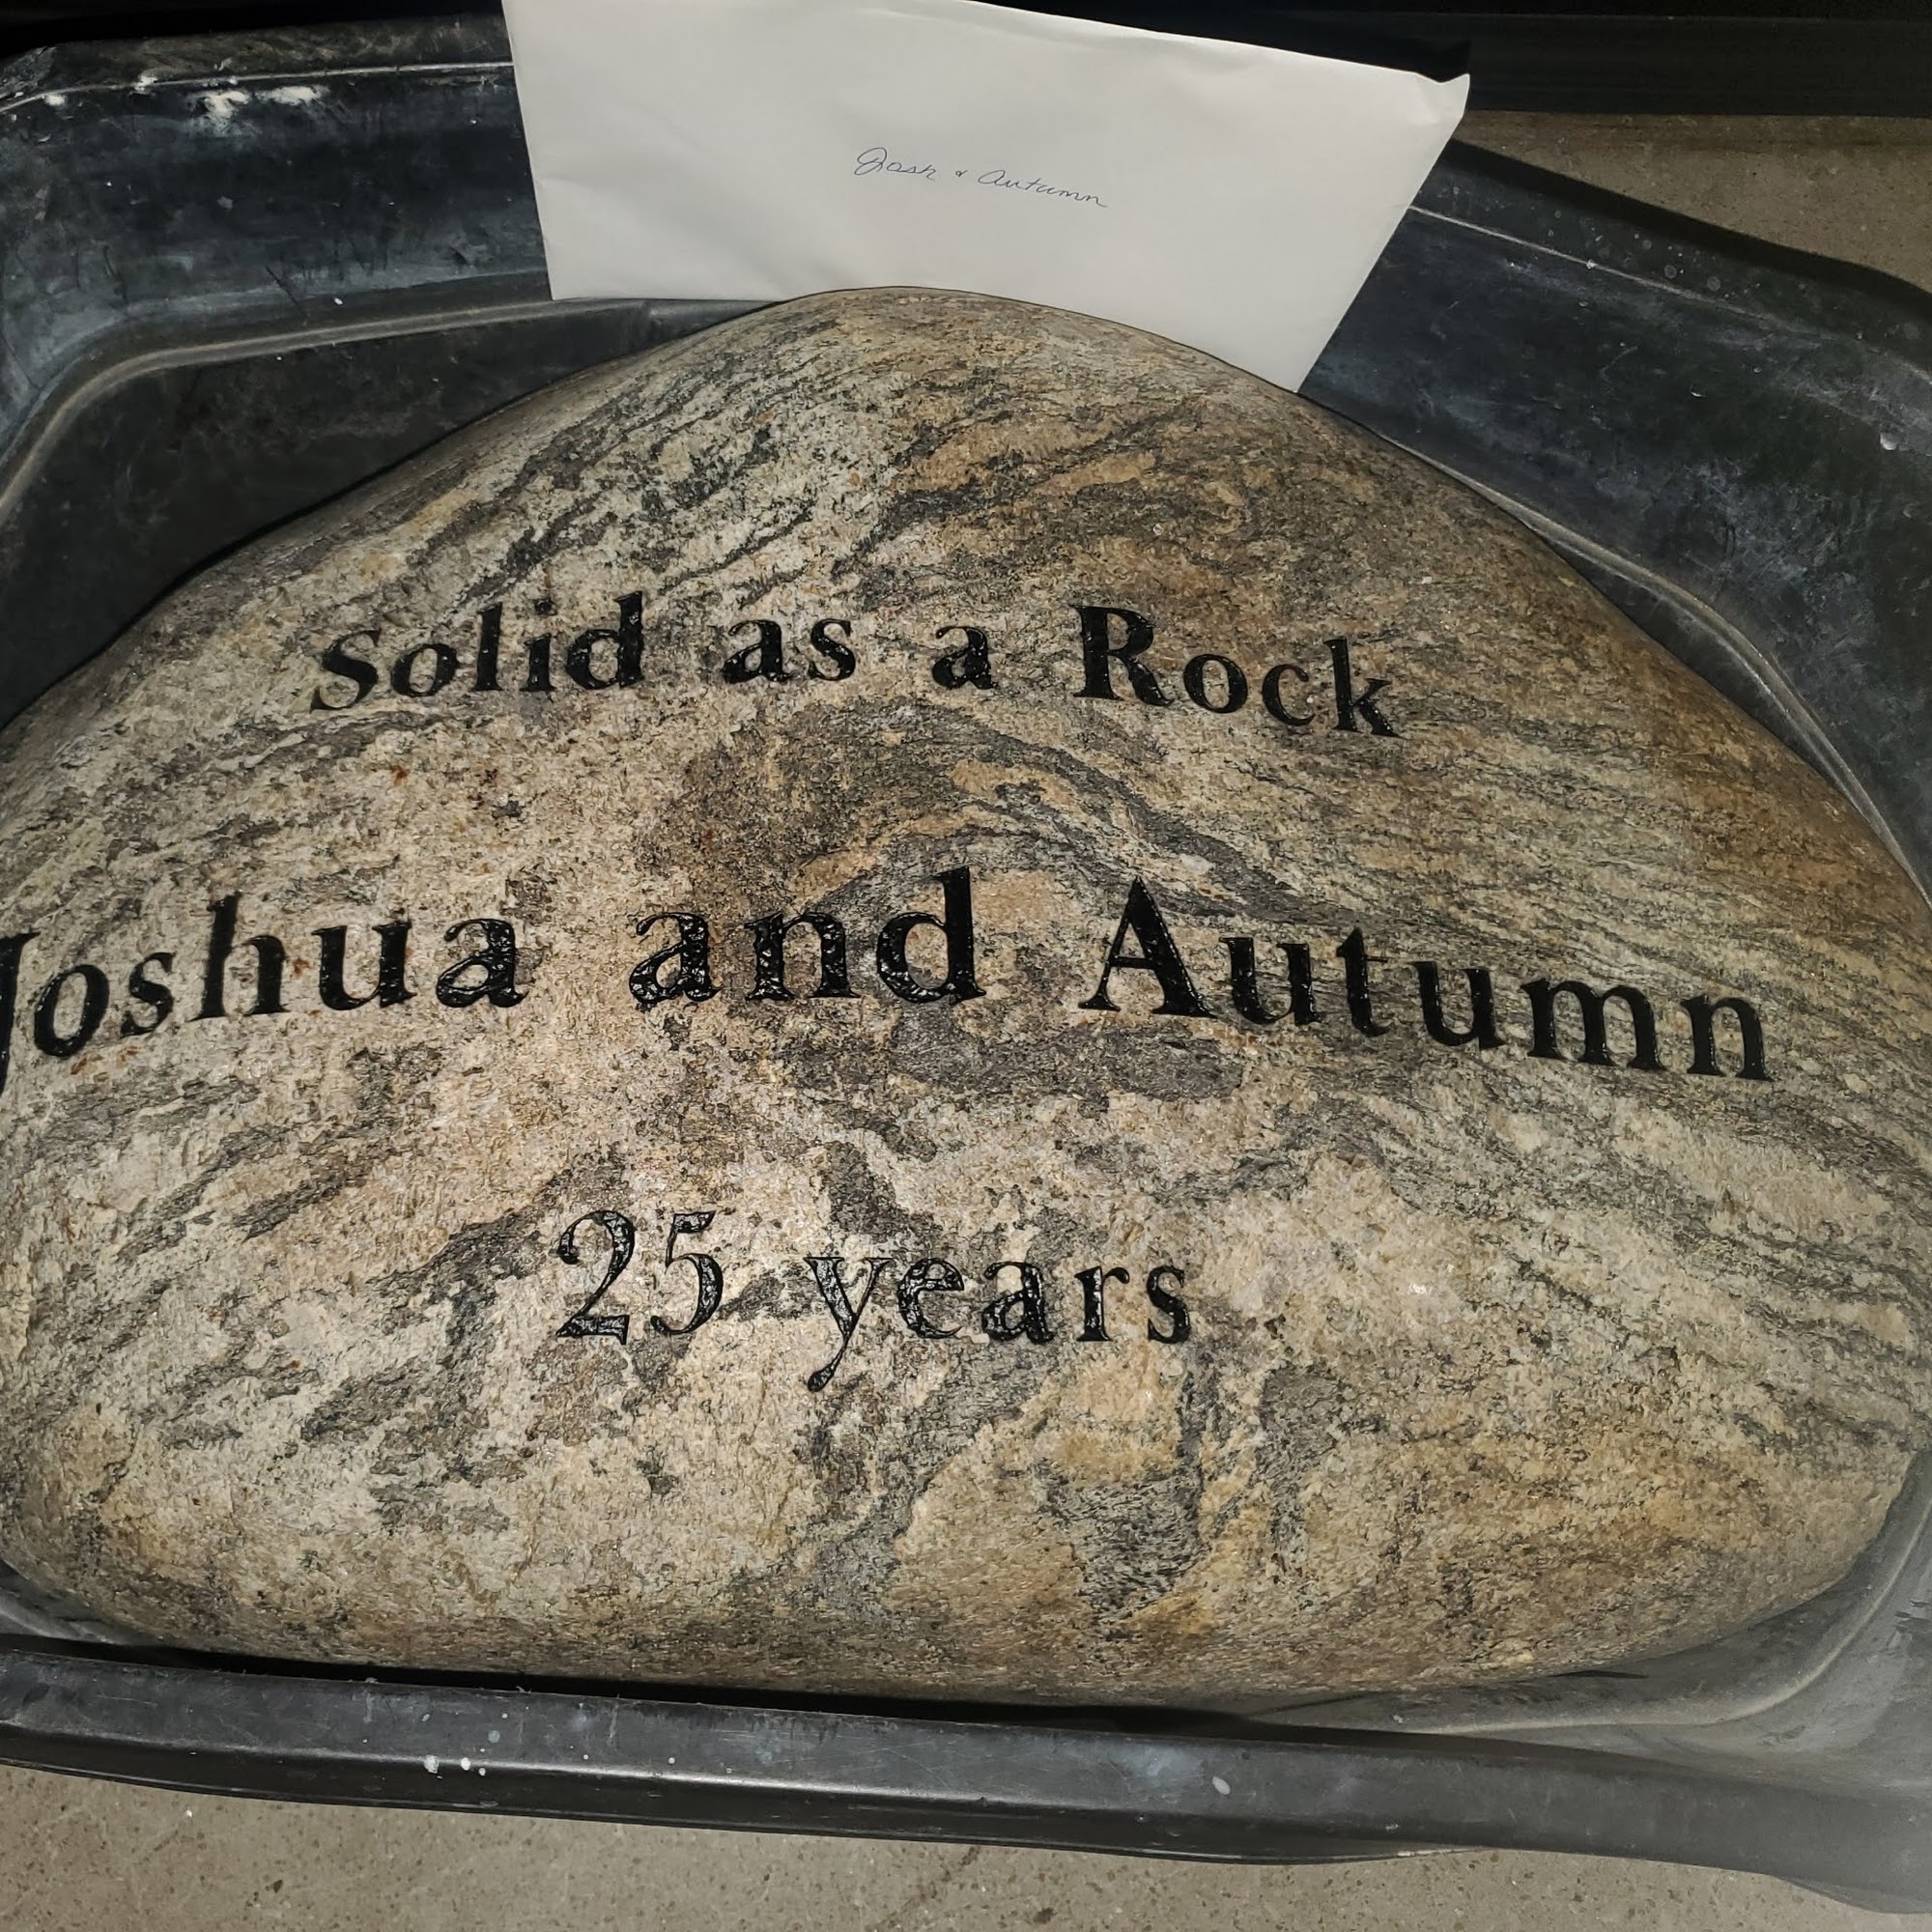 Josh & Autumn
Solid as a Rock
Joshua and Autumn
25 years